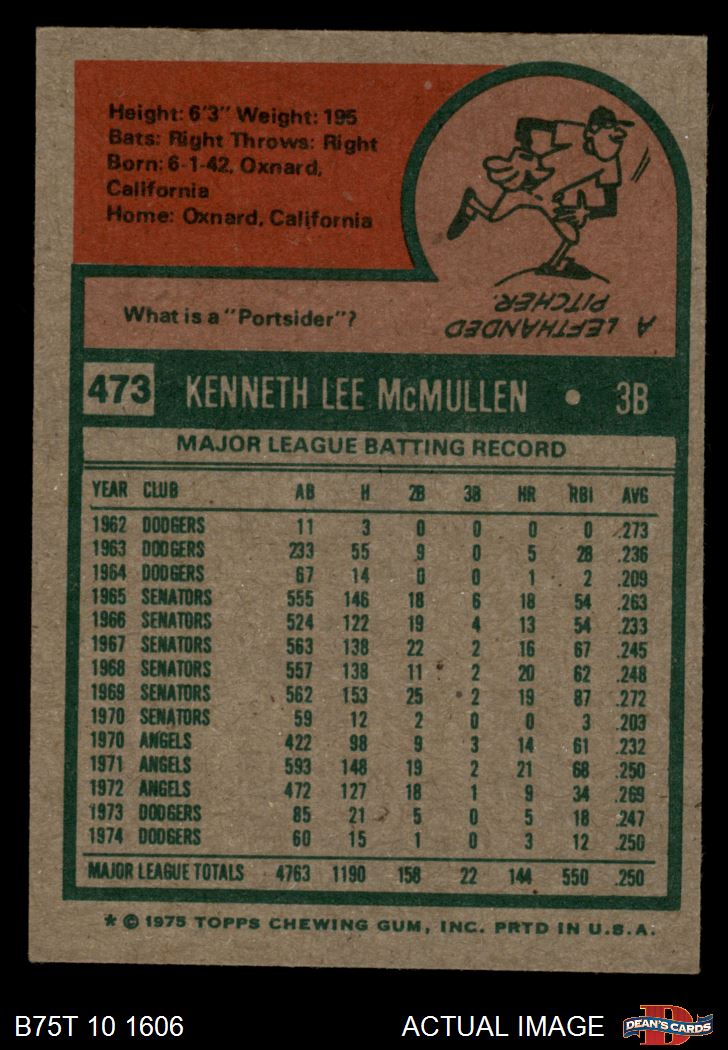 Height: 6'3" Weight: 195
Bats: Right Throws: Right
Born: 6-1-42, Oxnard,
California
Home: Oxnard, California
What is a "Portsider"?
A LEFTHANDED
PITCHER.
473 KENNETH LEE McMULLEN • 3B
MAJOR LEAGUE BATTING RECORD
YEAR CLUB AB H 2B 3B HR RBI AVG
1962 DODGERS 11 3 0 0 0 0 .273
1963 DODGERS 233 55 9 0 5 28 .236
1964 DODGERS 67 14 0 0 1 2 .209
1965 SENATORS 555 146 18 6 18 54 .263
1966 SENATORS 524 122 19 4 13 54 .233
1967 SENATORS 563 138 22 2 16 67 .245
1968 SENATORS 557 138 11 2 20 62 .248
1969 SENATORS 562 153 25 2 19 87 .272
1970 SENATORS 59 12 2 0 0 3 .203
1970 ANGELS 422 98 9 3 14 61 .232
1971 ANGELS 593 148 19 2 21 68 .250
1972 ANGELS 472 127 18 1 9 34 .269
1973 DODGERS 85 21 5 0 5 18 .247
1974 DODGERS 60 15 1 0 3 12 .250
MAJOR LEAGUE TOTALS 4763 1190 158 22 144 550 .250
* © 1975 TOPPS CHEWING GUM, INC. PRTD IN U.S.A.
B75T 10 1606 ACTUAL IMAGE
D
DEAN'S CARDS